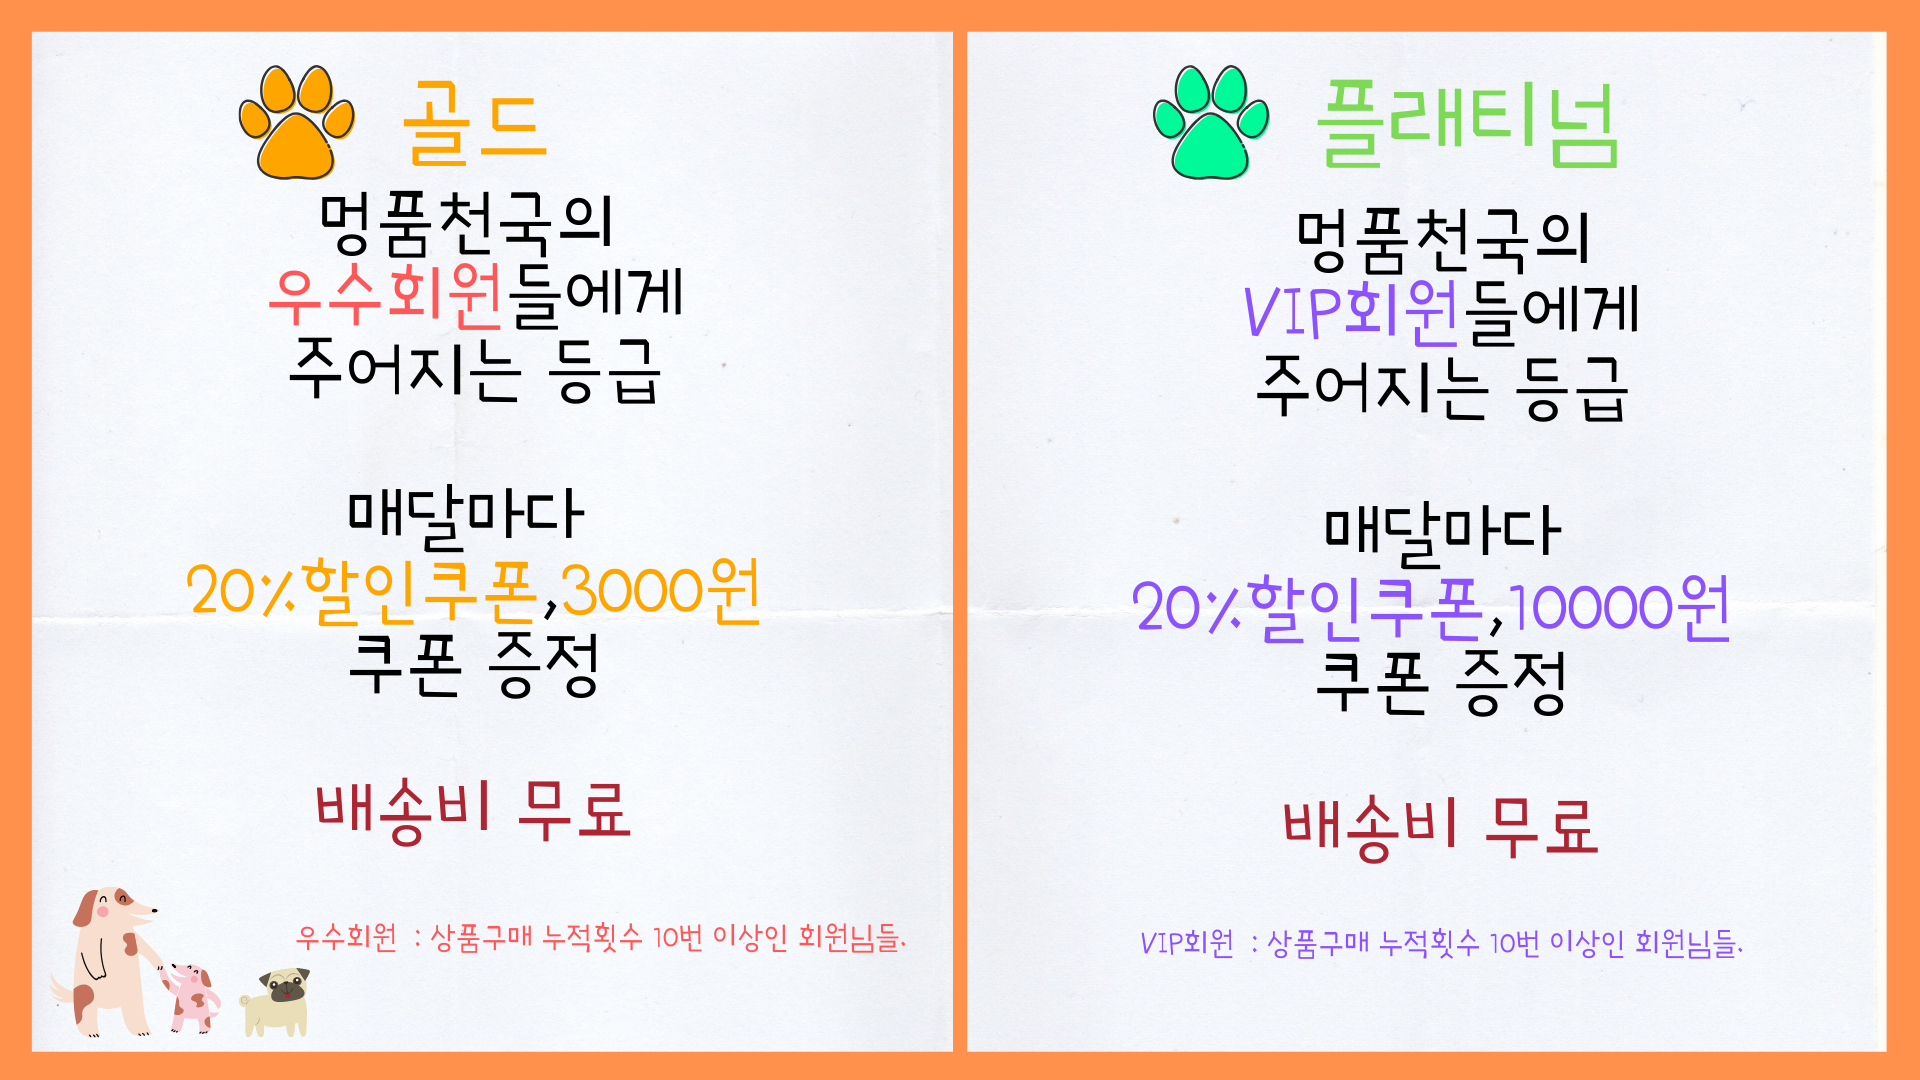 골드
멍품천국의
우수회원들에게
주어지는 등급
매달마다
20%할인쿠폰,3000원
쿠폰 증정
배송비 무료
우수회원 : 상품구매 누적횟수 10번 이상인 회원님들.
플래티넘
멍품천국의
VIP회원들에게
주어지는 등급
매달마다
20%할인쿠폰,10000원
쿠폰 증정
배송비 무료
VIP회원 : 상품구매 누적횟수 10번 이상인 회원님들.